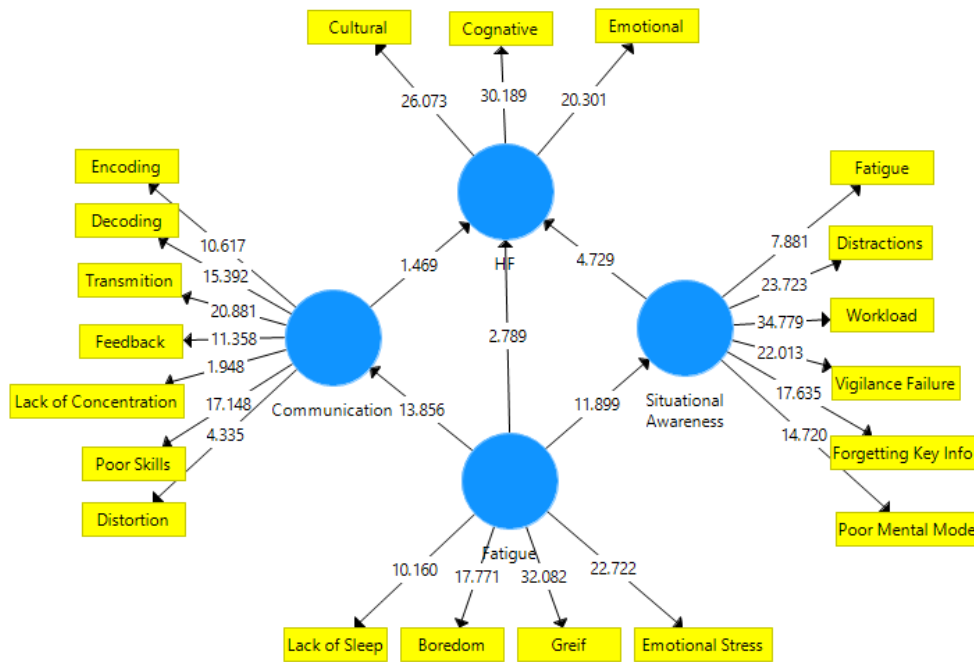 Cultural
Cognative
Emotional
26.073
30.189
20.301
HF
Encoding
Decoding
Transmition
Feedback
Lack of Concentration
Poor Skills
Distortion
10.617
15.392
20.881
11.358
1.948
17.148
4.335
Communication
1.469
2.789
4.729
13.856
11.899
Situational
Awareness
Fatigue
Distractions
Workload
Vigilance Failure
Forgetting Key Info
Poor Mental Mode
7.881
23.723
34.779
22.013
17.635
14.720
Fatigue
10.160
17.771
32.082
22.722
Lack of Sleep
Boredom
Greif
Emotional Stress